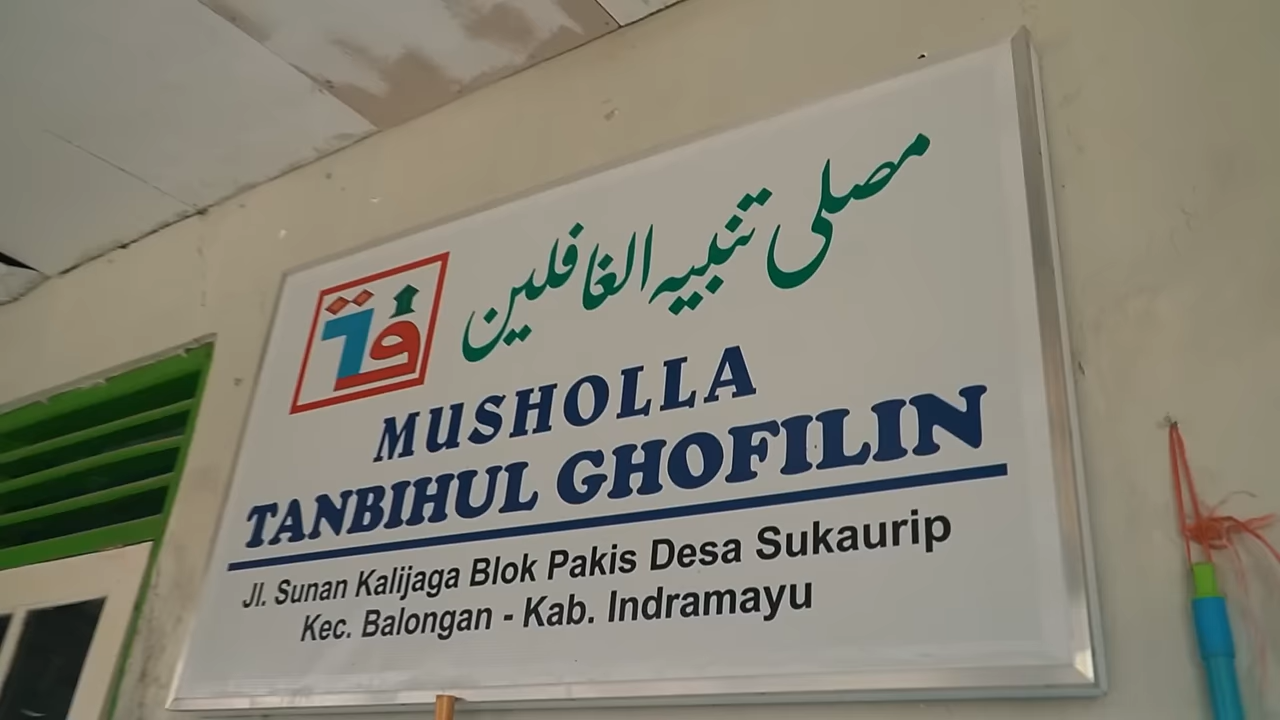 مصلى تنبيه الغافلين
MUSHOLLA
TANBIHUL GHOFILIN
Jl. Sunan Kalijaga Blok Pakis Desa Sukaurip
Kec. Balongan - Kab. Indramayu